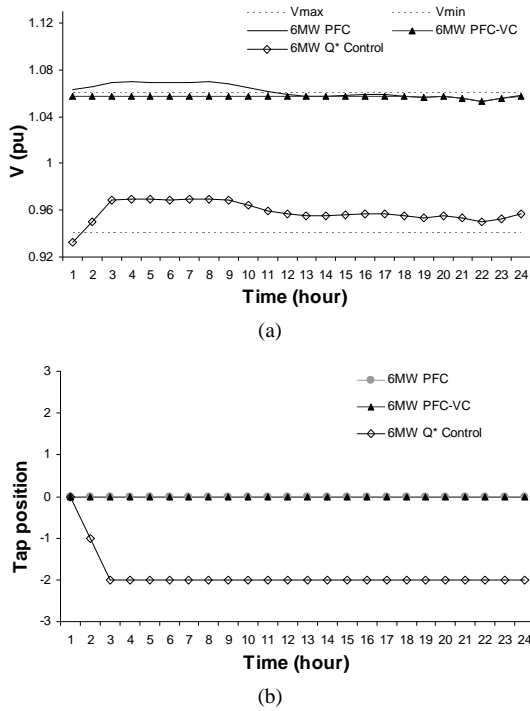 Vmax Vmin
6MW PFC 6MW PFC-VC
6MW Q* Control
1.12
1.08
1.04
1
0.96
0.92
V (pu)
1 2 3 4 5 6 7 8 9 10 11 12 13 14 15 16 17 18 19 20 21 22 23 24
Time (hour)
(a)
6MW PFC
6MW PFC-VC
6MW Q* Control
3
2
1
0
-1
-2
-3
Tap position
1 2 3 4 5 6 7 8 9 10 11 12 13 14 15 16 17 18 19 20 21 22 23 24
Time (hour)
(b)